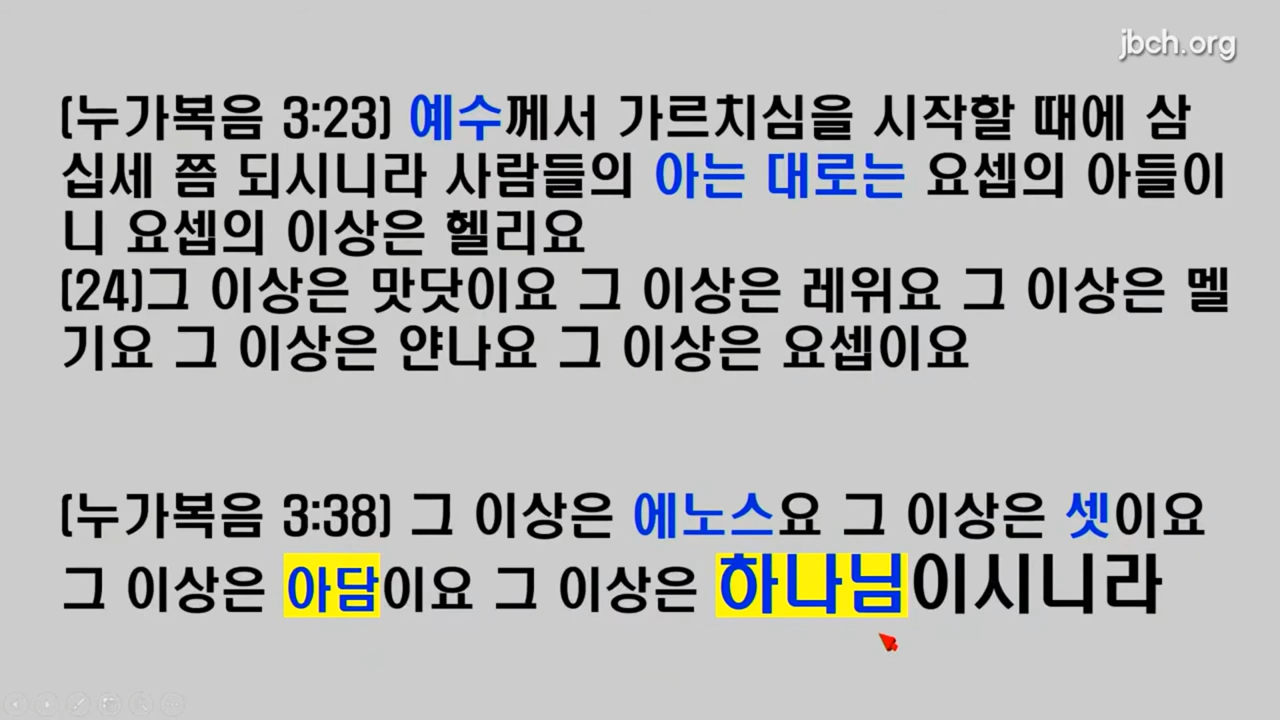 jbch.org
(누가복음 3:23) 예수께서 가르치심을 시작할 때에 삼
십세 쯤 되시니라 사람들의 아는 대로는 요셉의 아들이
니 요셉의 이상은 헬리요
(24)그 이상은 맛닷이요 그 이상은 레위요 그 이상은 멜
기요 그 이상은 얀나요 그 이상은 요셉이요
(누가복음 3:38) 그 이상은 에노스요 그 이상은 셋이요
그 이상은 아담이요 그 이상은 하나님이시니라